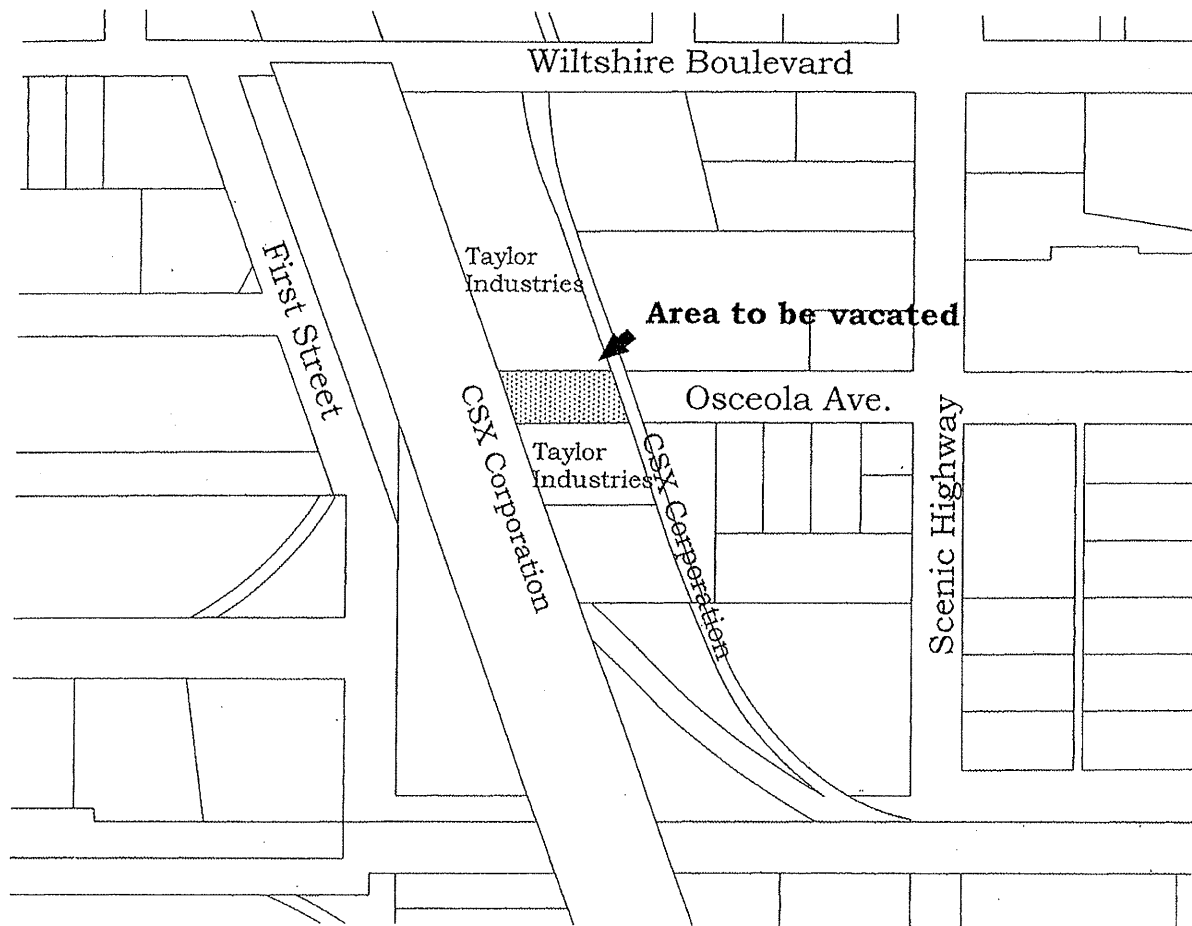 Wiltshire Boulevard
First Street
Taylor
Industries
Area to be vacated
CSX Corporation
Osceola Ave.
Taylor
Industries
CSX Corporation
Scenic Highway